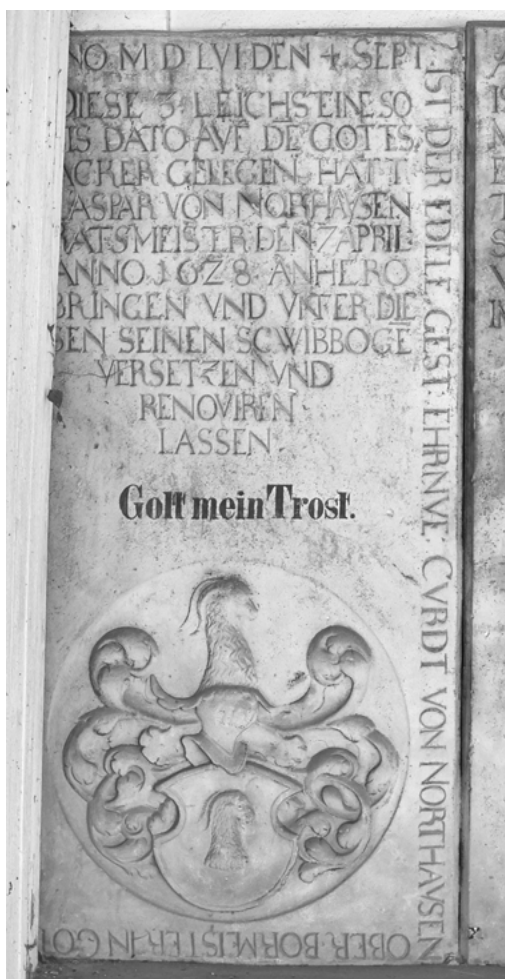 NO M D LVI DEN 4 SEPT
IST DER EDELE, GEST. EHRNVE CVRDT VON NORTHAVSEN
OBER BORMEISTER IN GOT
DIESE 3 LEICHSTEINE SO
IS DATO AVF DE GOTTES
ACKER GELEGEN HATT
ASPAR VON NORTHAVSEN
RATSMEISTER DEN 7 APRIL
ANNO 1628 ANHERO
BRINGEN VND VNTER DIE
SEN SEINEN SCWIBBOGE
VERSETZEN VND
RENOVIREN
LASSEN.
Gott mein Trost.